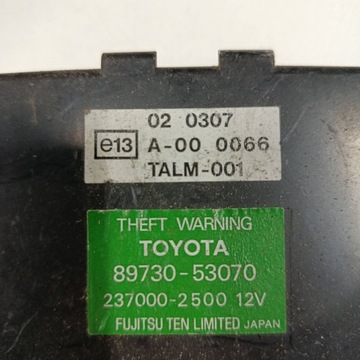 02 0307
e13 A-00 0066
TALM-001
THEFT WARNING
TOYOTA
89730-53070
237000-2500 12V
FUJITSU TEN LIMITED JAPAN